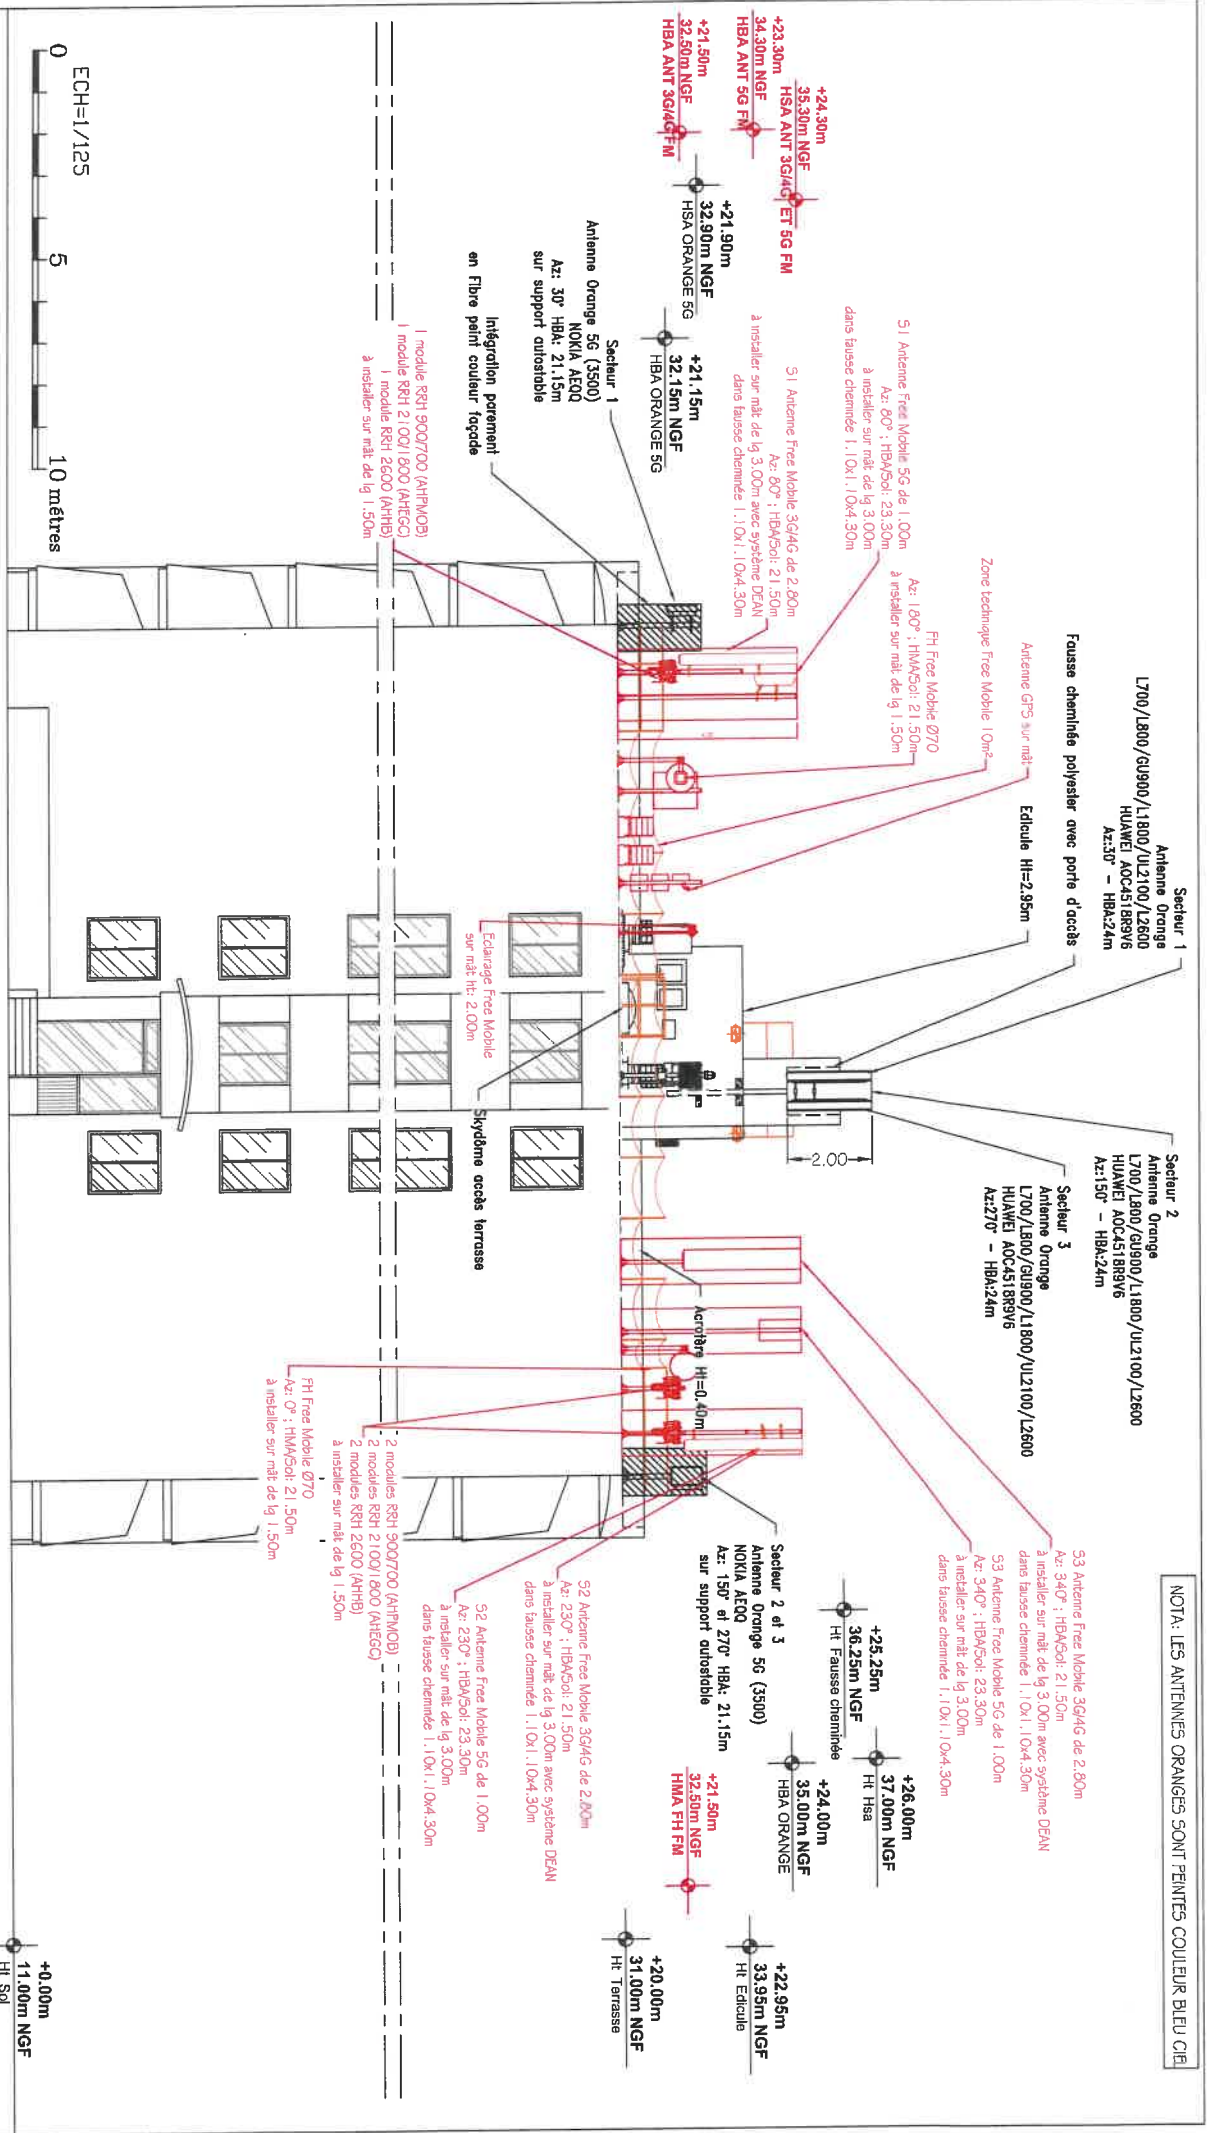 NOTA: LES ANTENNES ORANGES SONT PEINTES COULEUR BLEU CIEL
Secteur 1
Antenne Orange
L700/L800/GU900/L1800/UL2100/L2600
HUAWEI AOC4518R9V6
Az:30° - HBA:24m
Fausse cheminée polyester avec porte d'accès
Edicule Ht=2.95m
Antenne GPS sur mât
Zone technique Free Mobile 10m²
FH Free Mobile Ø70
Az: 180° ; HMA/Sol: 21.50m
à installer sur mât de lg 1.50m
S1 Antenne Free Mobile 5G de 1.00m
Az: 80° ; HBA/Sol: 23.30m
à installer sur mât de lg 3.00m
dans fausse cheminée 1.10x1.10x4.30m
S1 Antenne Free Mobile 3G/4G de 2.80m
Az: 80° ; HBA/Sol: 21.50m
à installer sur mât de lg 3.00m avec système DEAN
dans fausse cheminée 1.10x1.10x4.30m
+24.30m
35.30m NGF
HSA ANT 3G/4G ET 5G FM
+23.30m
34.30m NGF
HBA ANT 5G FM
+21.50m
32.50m NGF
HBA ANT 3G/4G FM
+21.90m
32.90m NGF
HSA ORANGE 5G
+21.15m
32.15m NGF
HBA ORANGE 5G
Secteur 1
Antenne Orange 5G (3500)
NOKIA AEQQ
Az: 30° HBA: 21.15m
sur support autostable
Intégration parement
en Fibre peint couleur façade
1 module RRH 900/700 (AHPMOB)
1 module RRH 2100/1800 (AHEGC)
1 module RRH 2600 (AHHB)
à installer sur mât de lg 1.50m
Secteur 2
Antenne Orange
L700/L800/GU900/L1800/UL2100/L2600
HUAWEI AOC4518R9V6
Az:150° - HBA:24m
Secteur 3
Antenne Orange
L700/L800/GU900/L1800/UL2100/L2600
HUAWEI AOC4518R9V6
Az:270° - HBA:24m
2.00
S3 Antenne Free Mobile 3G/4G de 2.80m
Az: 340° ; HBA/Sol: 21.50m
à installer sur mât de lg 3.00m avec système DEAN
dans fausse cheminée 1.10x1.10x4.30m
S3 Antenne Free Mobile 5G de 1.00m
Az: 340° ; HBA/Sol: 23.30m
à installer sur mât de lg 3.00m
dans fausse cheminée 1.10x1.10x4.30m
+26.00m
37.00m NGF
Ht Hsa
+25.25m
36.25m NGF
Ht Fausse cheminée
+24.00m
35.00m NGF
HBA ORANGE
+22.95m
33.95m NGF
Ht Edicule
+21.50m
32.50m NGF
HMA FH FM
+20.00m
31.00m NGF
Ht Terrasse
Secteur 2 et 3
Antenne Orange 5G (3500)
NOKIA AEQQ
Az: 150° et 270° HBA: 21.15m
sur support autostable
Acrotère Ht=0.40m
S2 Antenne Free Mobile 3G/4G de 2.80m
Az: 230° ; HBA/Sol: 21.50m
à installer sur mât de lg 3.00m avec système DEAN
dans fausse cheminée 1.10x1.10x4.30m
S2 Antenne Free Mobile 5G de 1.00m
Az: 230° ; HBA/Sol: 23.30m
à installer sur mât de lg 3.00m
dans fausse cheminée 1.10x1.10x4.30m
Skydôme accès terrasse
Eclairage Free Mobile
sur mât ht: 2.00m
2 modules RRH 900/700 (AHPMOB)
2 modules RRH 2100/1800 (AHEGC)
2 modules RRH 2600 (AHHB)
à installer sur mât de lg 1.50m
FH Free Mobile Ø70
Az: 0° ; HMA/Sol: 21.50m
à installer sur mât de lg 1.50m
ECH=1/125
0 5 10 mètres
+0.00m
11.00m NGF
Ht Sol